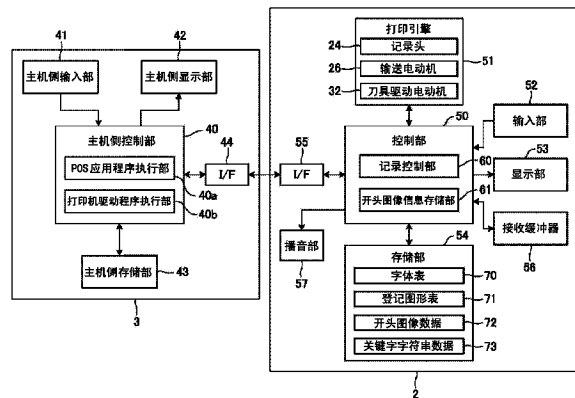 41
42
主机侧输入部
主机侧显示部
主机侧控制部
40
POS应用程序执行部
40a
打印机驱动程序执行部
40b
主机侧存储部
43
3
44
I/F
55
I/F
打印引擎
24
记录头
26
输送电动机
32
刀具驱动电动机
51
50
控制部
记录控制部
60
开头图像信息存储部
61
52
输入部
53
显示部
接收缓冲器
56
播音部
57
54
存储部
字体表
70
登记图形表
71
开头图像数据
72
关键字字符串数据
73
2